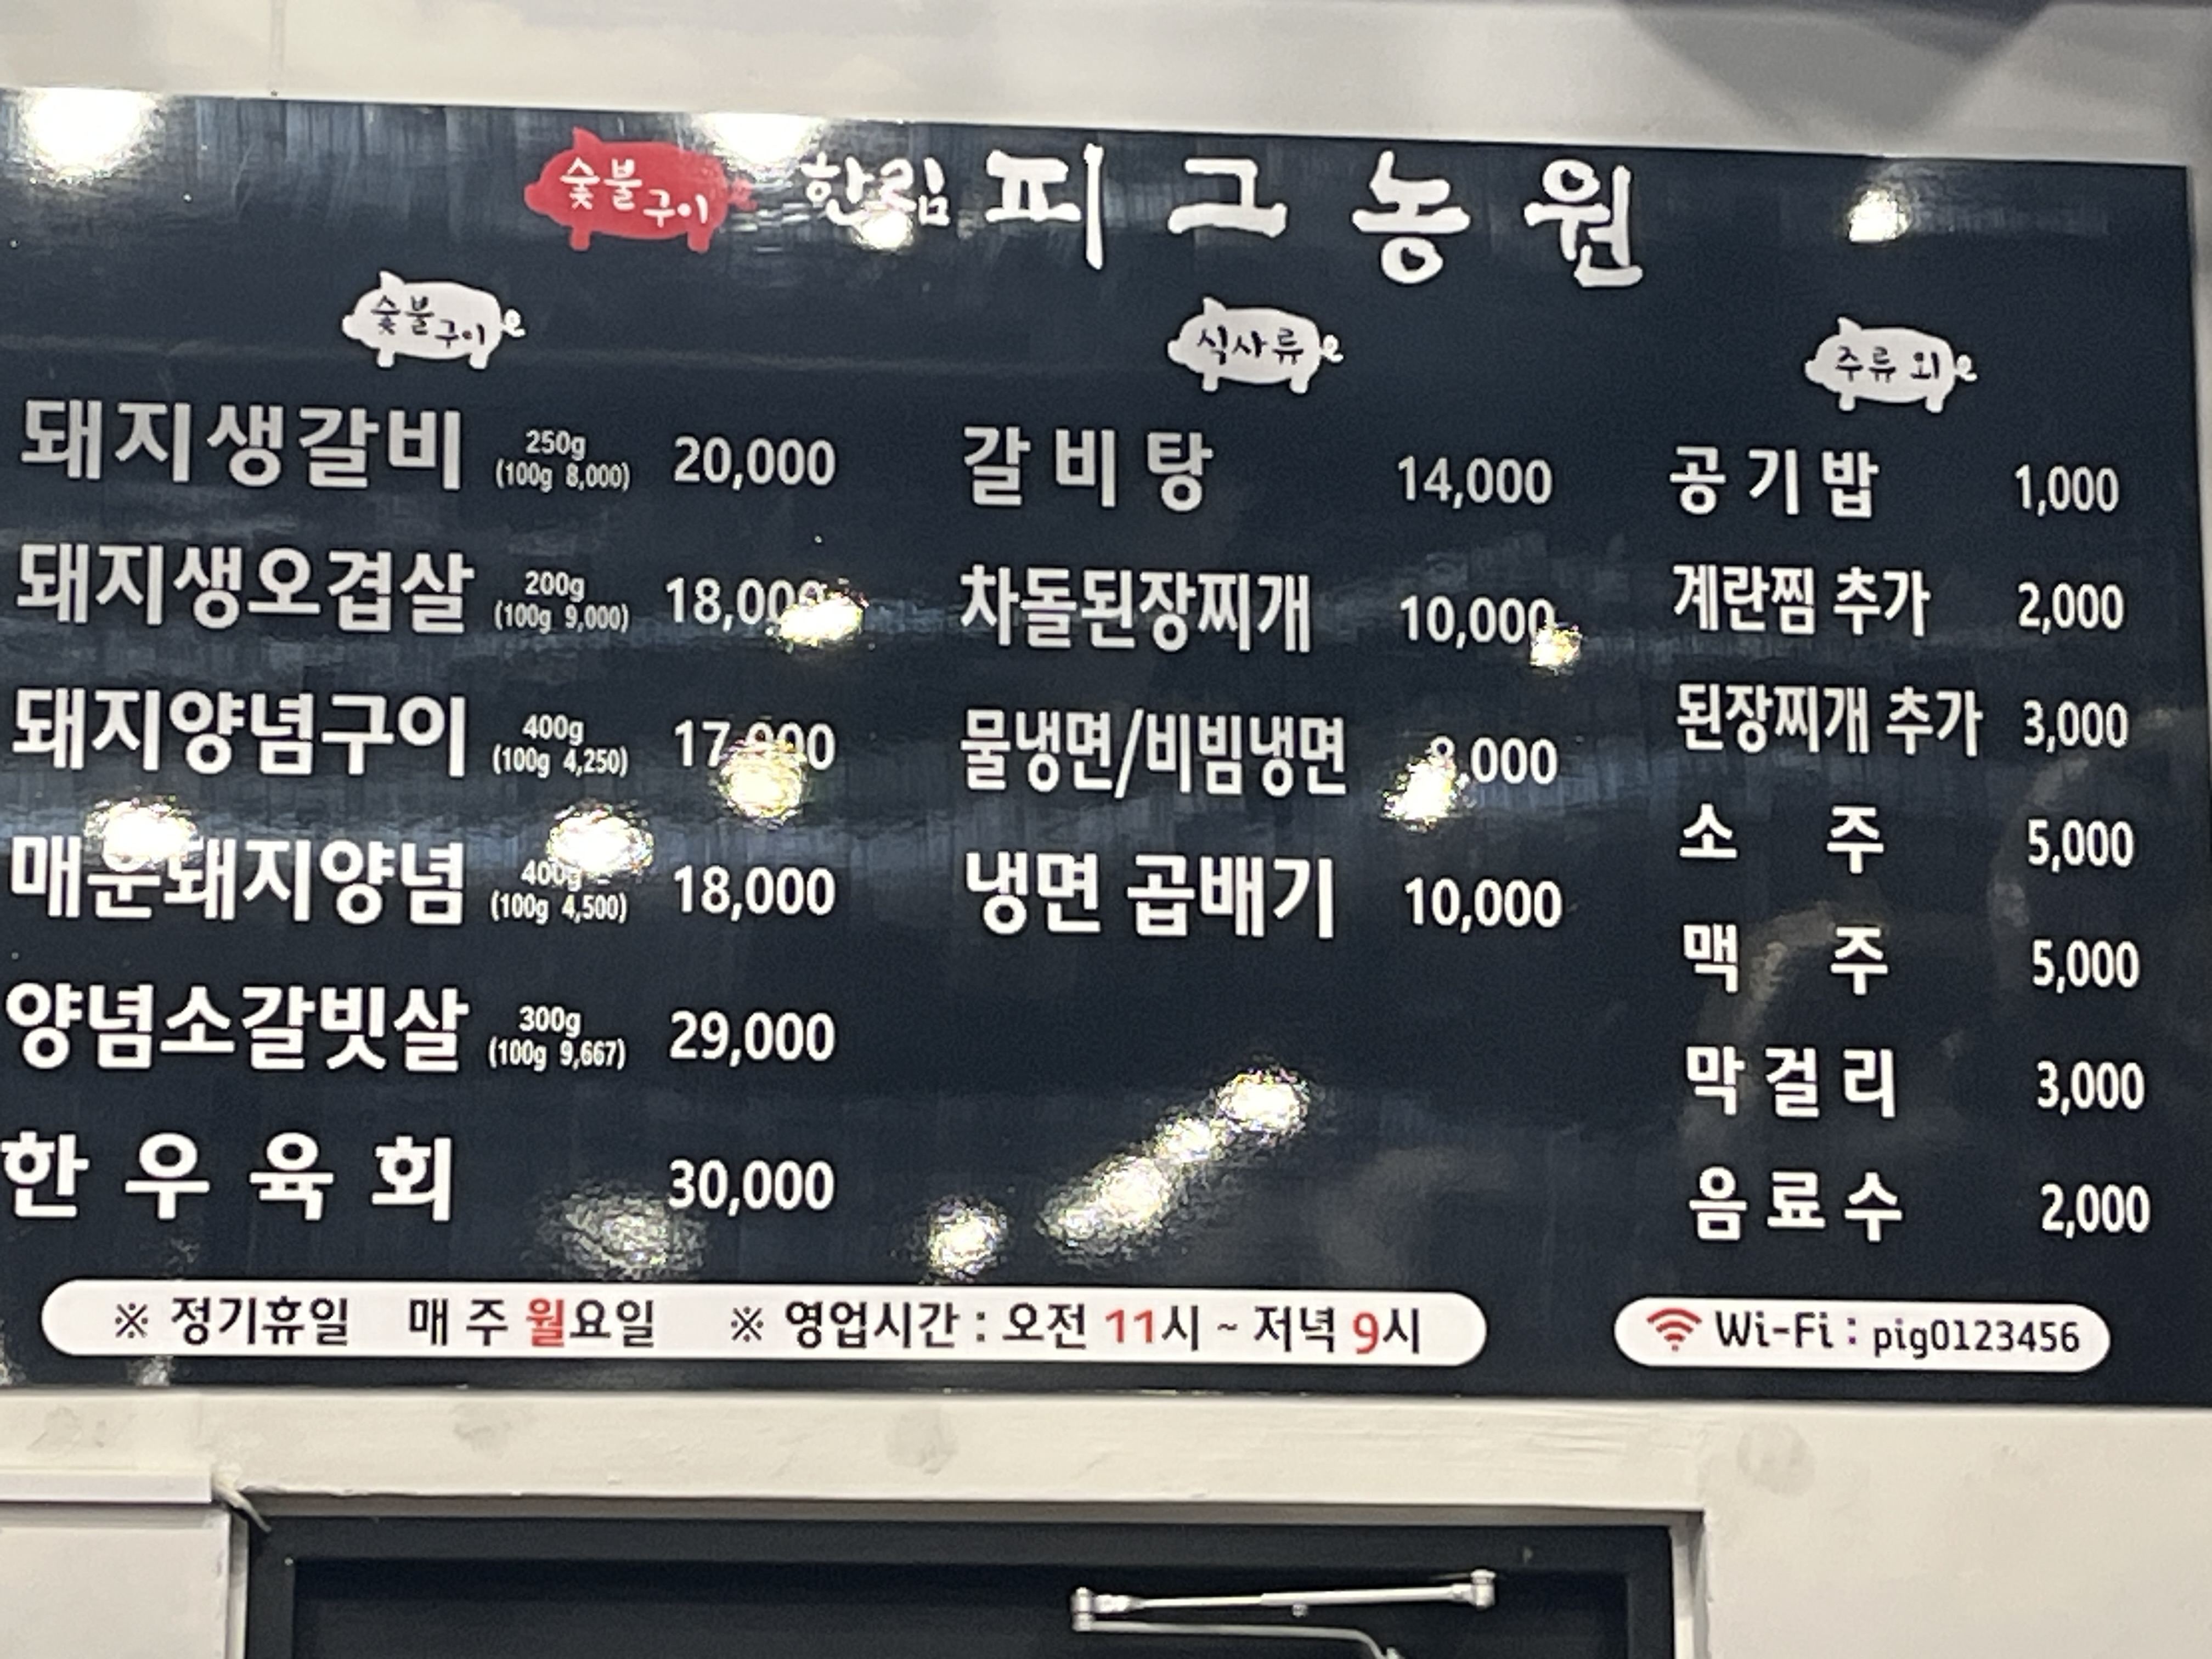 숯불구이 한림 피그농원
숯불구이
돼지생갈비 250g (100g 8,000) 20,000
돼지생오겹살 200g (100g 9,000) 18,000
돼지양념구이 400g (100g 4,250) 17,000
매운돼지양념 400g (100g 4,500) 18,000
양념소갈빗살 300g (100g 9,667) 29,000
한우육회 30,000
식사류
갈비탕 14,000
차돌된장찌개 10,000
물냉면/비빔냉면
냉면 곱배기 10,000
주류 외
공기밥 1,000
계란찜 추가 2,000
된장찌개 추가 3,000
소주 5,000
맥주 5,000
막걸리 3,000
음료수 2,000
※ 정기휴일 매주 월요일 ※ 영업시간 : 오전 11시 ~ 저녁 9시
Wi-Fi : pig0123456